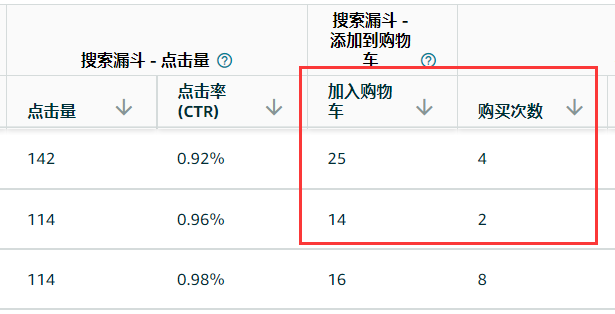 搜索漏斗 - 点击量
搜索漏斗 -
添加到购物
车
点击量
点击率
(CTR)
加入购物
车
购买次数
142 0.92% 25 4
114 0.96% 14 2
114 0.98% 16 8